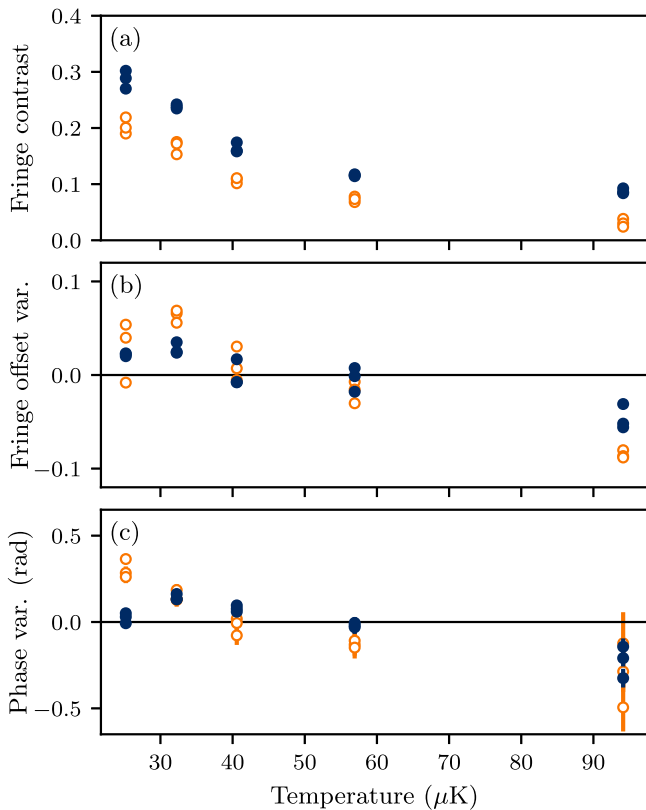 (a)
Fringe contrast
0.4
0.3
0.2
0.1
0.0
(b)
Fringe offset var.
0.1
0.0
−0.1
(c)
Phase var. (rad)
0.5
0.0
−0.5
30 40 50 60 70 80 90
Temperature (μK)